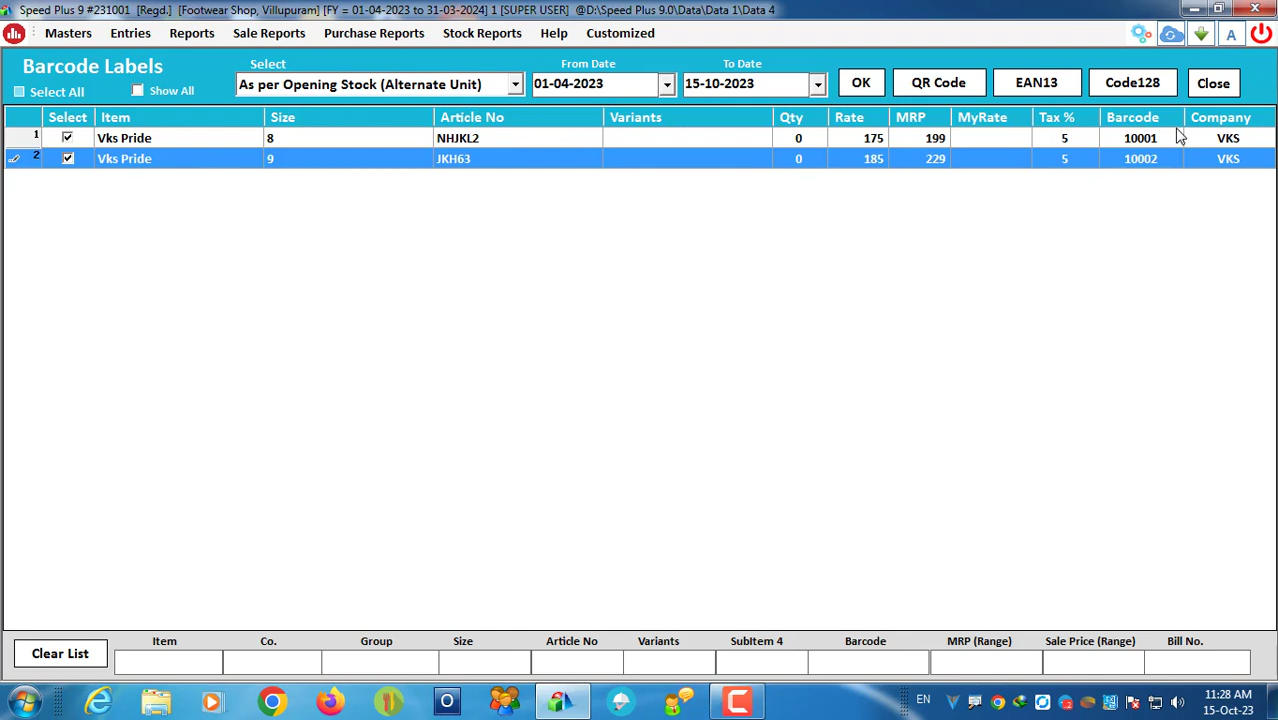 Speed Plus 9 #231001 [Regd.] [Footwear Shop, Villupuram] [FY = 01-04-2023 to 31-03-2024] 1 [SUPER USER] @D:\Speed Plus 9.0\Data\Data 1\Data 4
Masters Entries Reports Sale Reports Purchase Reports Stock Reports Help Customized A
Barcode Labels Select From Date To Date
Select All Show All As per Opening Stock (Alternate Unit) 01-04-2023 15-10-2023 OK QR Code EAN13 Code128 Close
Select Item Size Article No Variants Qty Rate MRP MyRate Tax % Barcode Company
1 Vks Pride 8 NHJKL2 0 175 199 5 10001 VKS
2 Vks Pride 9 JKH63 0 185 229 5 10002 VKS
Item Co. Group Size Article No Variants SubItem 4 Barcode MRP (Range) Sale Price (Range) Bill No.
Clear List
EN 11:28 AM
15-Oct-23